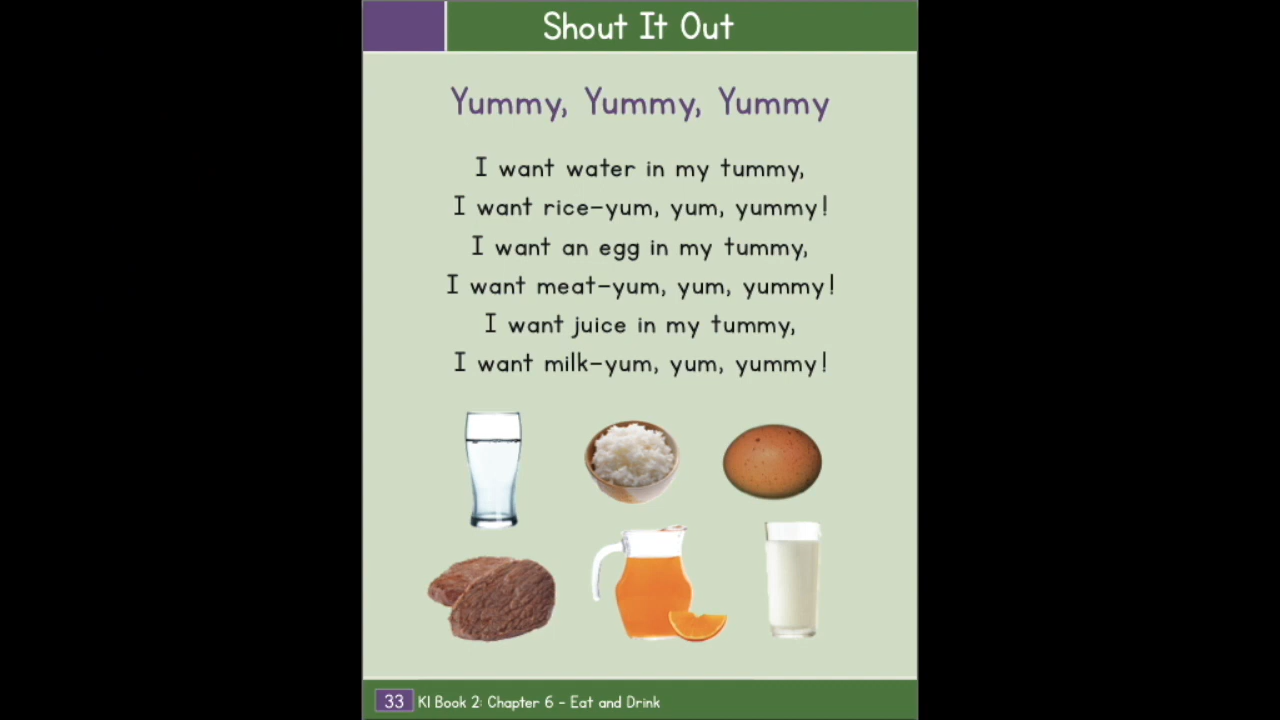 Shout It Out
Yummy, Yummy, Yummy
I want water in my tummy,
I want rice–yum, yum, yummy!
I want an egg in my tummy,
I want meat–yum, yum, yummy!
I want juice in my tummy,
I want milk–yum, yum, yummy!
33 K1 Book 2: Chapter 6 - Eat and Drink